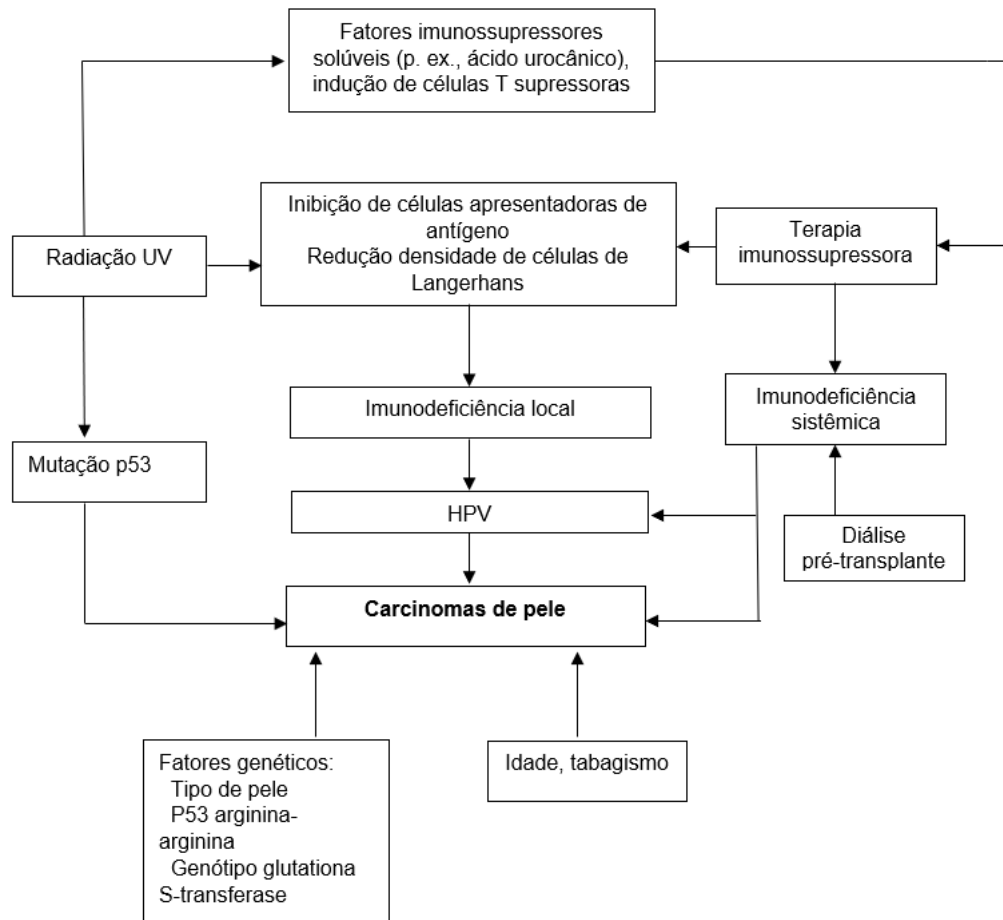 Fatores imunossupressores
solúveis (p. ex., ácido urocânico),
indução de células T supressoras
Radiação UV
Inibição de células apresentadoras de
antígeno
Redução densidade de células de
Langerhans
Terapia
imunossupressora
Imunodeficiência local
Imunodeficiência
sistêmica
Mutação p53
HPV
Diálise
pré-transplante
Carcinomas de pele
Fatores genéticos:
Tipo de pele
P53 arginina-
arginina
Genótipo glutationa
S-transferase
Idade, tabagismo